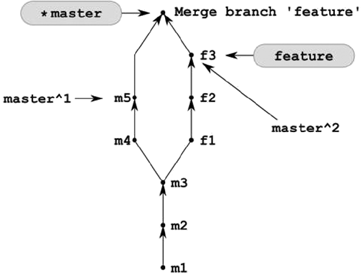 *master
Merge branch 'feature'
f3
feature
master^1
m5
f2
master^2
m4
f1
m3
m2
m1